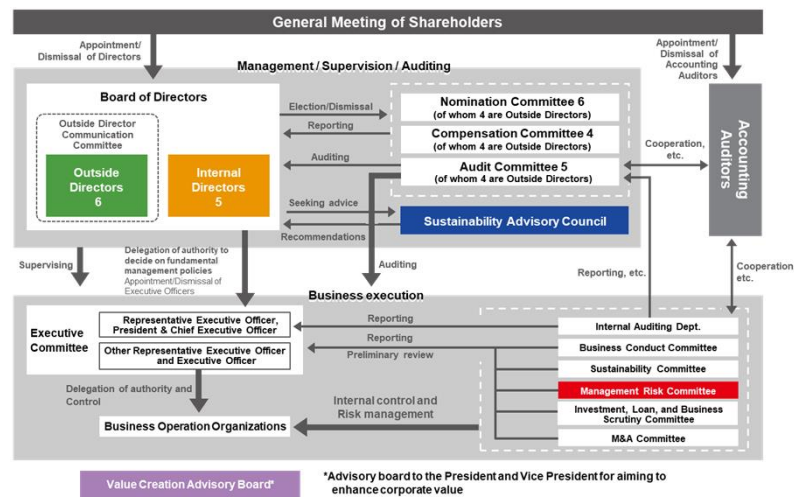 General Meeting of Shareholders
Appointment/
Dismissal of Directors
Appointment/
Dismissal of
Accounting
Auditors
Management / Supervision / Auditing
Board of Directors
Outside Director
Communication
Committee
Outside
Directors
6
Internal
Directors
5
Election/Dismissal
Reporting
Auditing
Seeking advice
Recommendations
Nomination Committee 6
(of whom 4 are Outside Directors)
Compensation Committee 4
(of whom 4 are Outside Directors)
Audit Committee 5
(of whom 4 are Outside Directors)
Sustainability Advisory Council
Cooperation,
etc.
Accounting
Auditors
Supervising
Delegation of authority to
decide on fundamental
management policies
Appointment/Dismissal of
Executive Officers
Auditing
Reporting, etc.
Cooperation
etc.
Business execution
Executive
Committee
Representative Executive Officer,
President & Chief Executive Officer
Other Representative Executive Officer
and Executive Officer
Reporting
Reporting
Preliminary review
Internal Auditing Dept.
Business Conduct Committee
Sustainability Committee
Management Risk Committee
Investment, Loan, and Business
Scrutiny Committee
M&A Committee
Delegation of authority and
Control
Internal control and
Risk management
Business Operation Organizations
Value Creation Advisory Board*
*Advisory board to the President and Vice President for aiming to
enhance corporate value